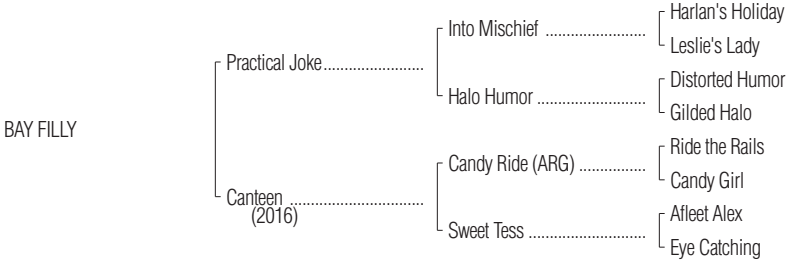 Harlan's Holiday
Into Mischief ........................
Leslie's Lady
Practical Joke........................
Distorted Humor
Halo Humor ..........................
Gilded Halo
BAY FILLY
Ride the Rails
Candy Ride (ARG) ................
Candy Girl
Canteen ................................
(2016)
Afleet Alex
Sweet Tess ............................
Eye Catching